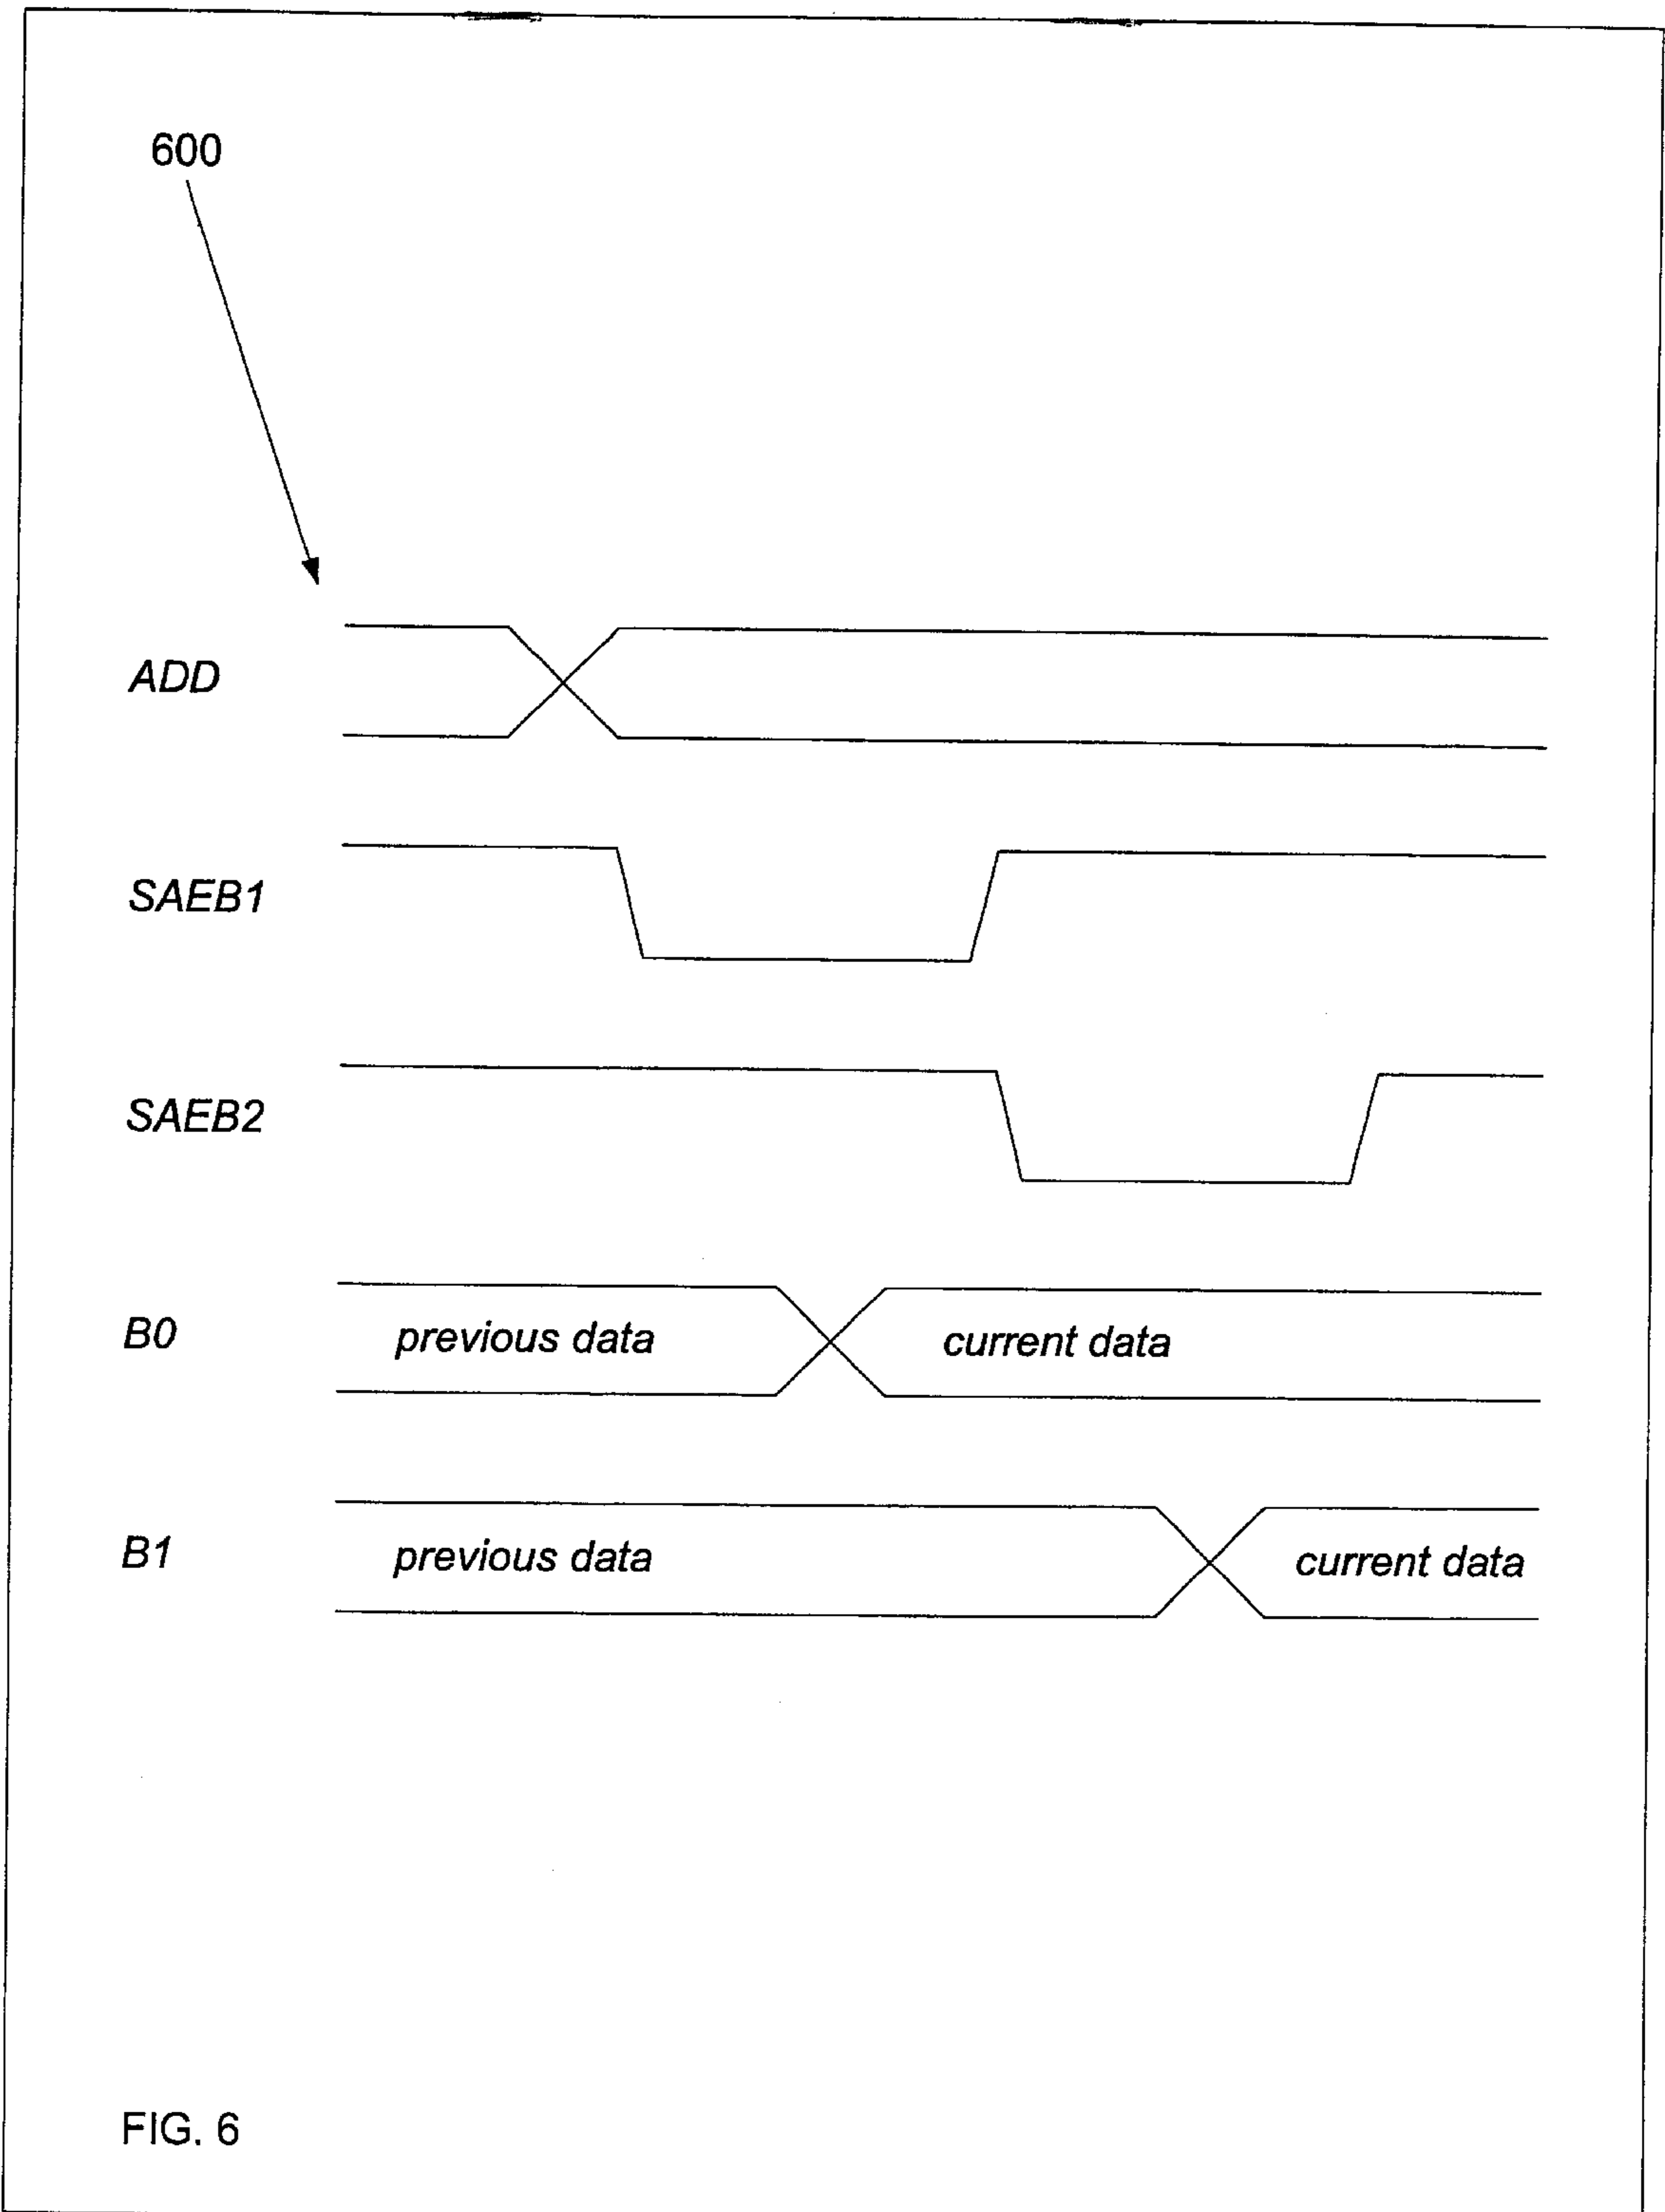 600
ADD
SAEB1
SAEB2
B0 previous data current data
B1 previous data current data
FIG. 6